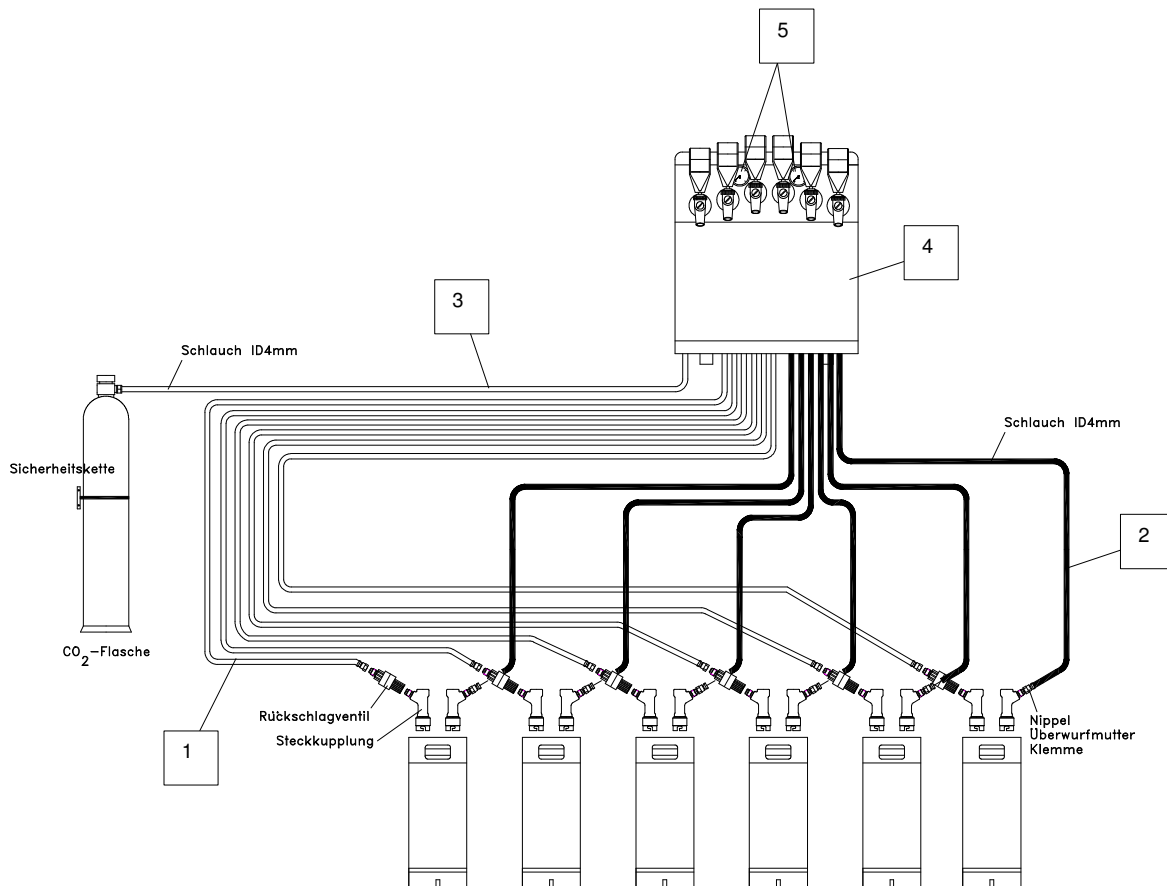 5
4
3
Schlauch ID4mm
Schlauch ID4mm
Sicherheitskette
2
CO2-Flasche
Rückschlagventil
Steckkupplung
1
Nippel
Überwurfmutter
Klemme